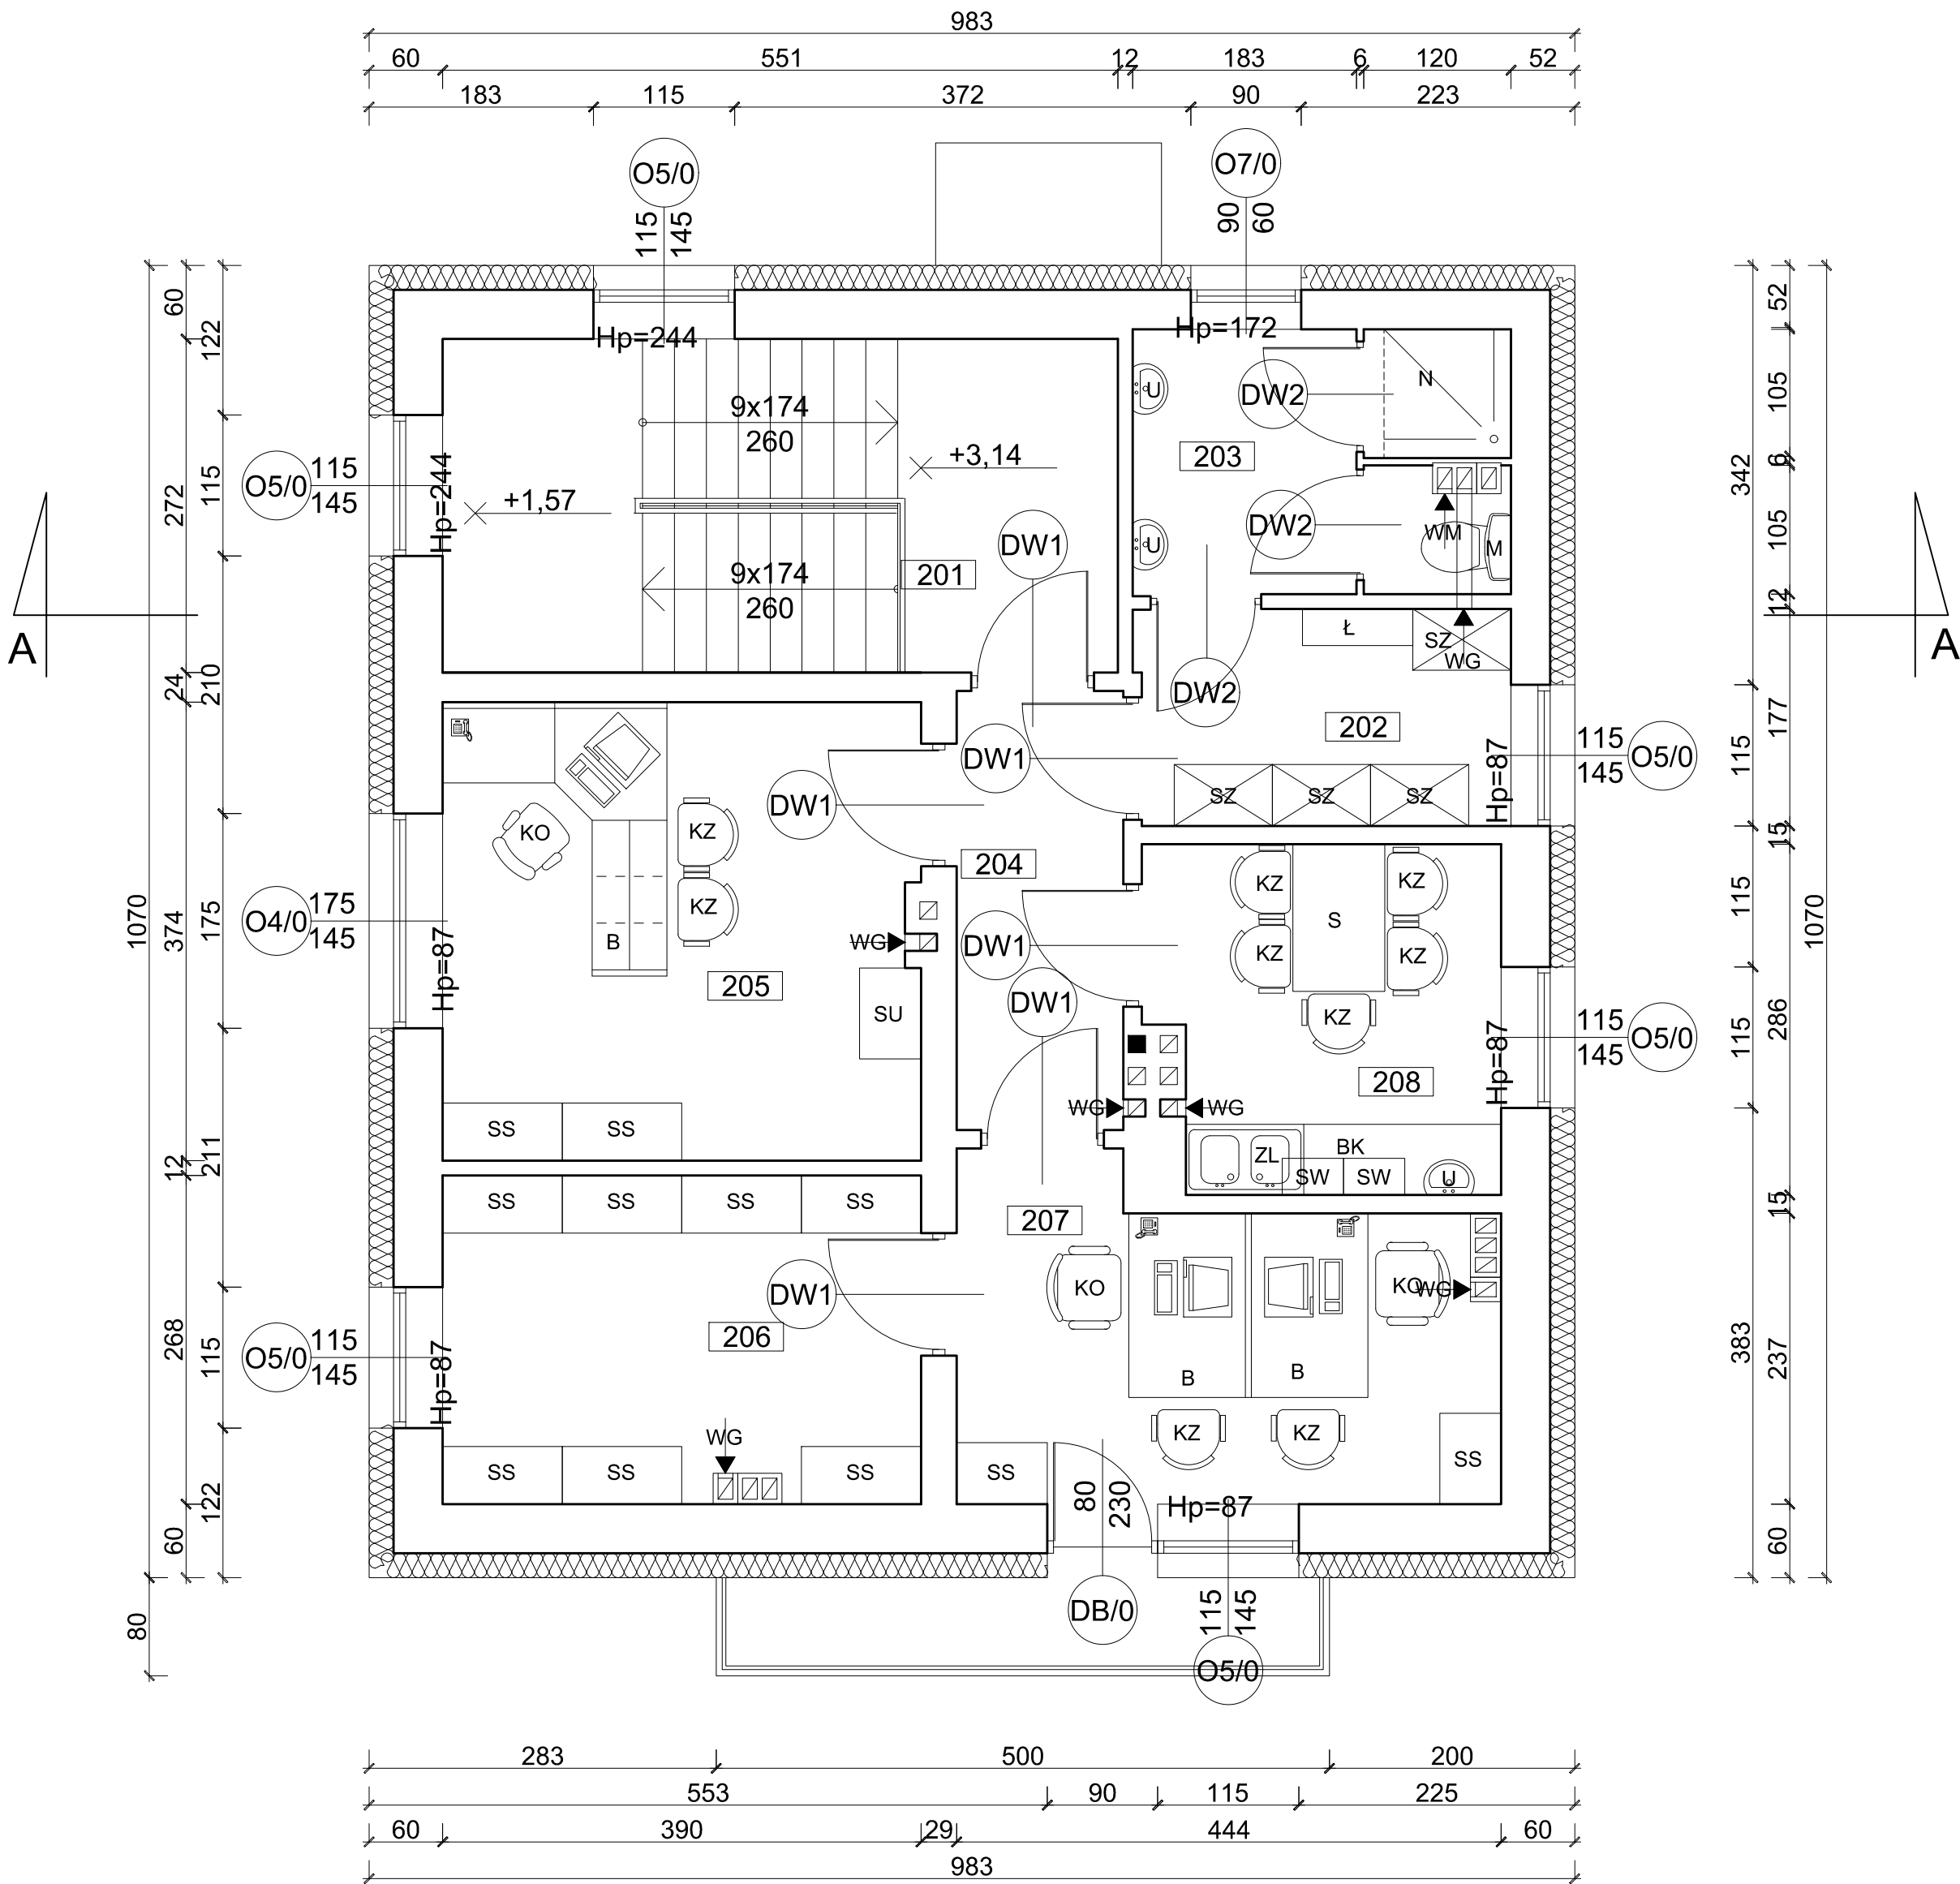 983
60 551 12 183 6 120 52
183 115 372 90 223
O5/0
115
145
O7/0
90
60
Hp=244
Hp=172
60
122
52
N
U
DW2
105
9x174
260
+3,14
203
O5/0
115
145
Hp=244
115
272
+1,57
6
342
DW1
DW2
U
WM
M
105
9x174
260
201
12
A
A
Ł
SZ
WG
24
210
DW2
202
177
DW1
Hp=87
115
145
O5/0
115
SZ
SZ
SZ
DW1
KO
KZ
15
204
KZ
KZ
KZ
115
1070
374
175
O4/0
175
145
Hp=87
KZ
B
WG
DW1
S
KZ
KZ
1070
205
DW1
SU
KZ
Hp=87
115
145
O5/0
115
286
208
WG
WG
SS
SS
211
12
BK
ZL
SW
SW
U
15
SS
SS
SS
SS
207
KO
KO
WG
DW1
206
268
115
O5/0
115
145
Hp=87
B
B
383
237
WG
KZ
KZ
SS
SS
SS
SS
SS
122
60
80
230
Hp=87
60
DB/0
115
145
80
O5/0
283 500 200
553 90 115 225
60 390 29 444 60
983